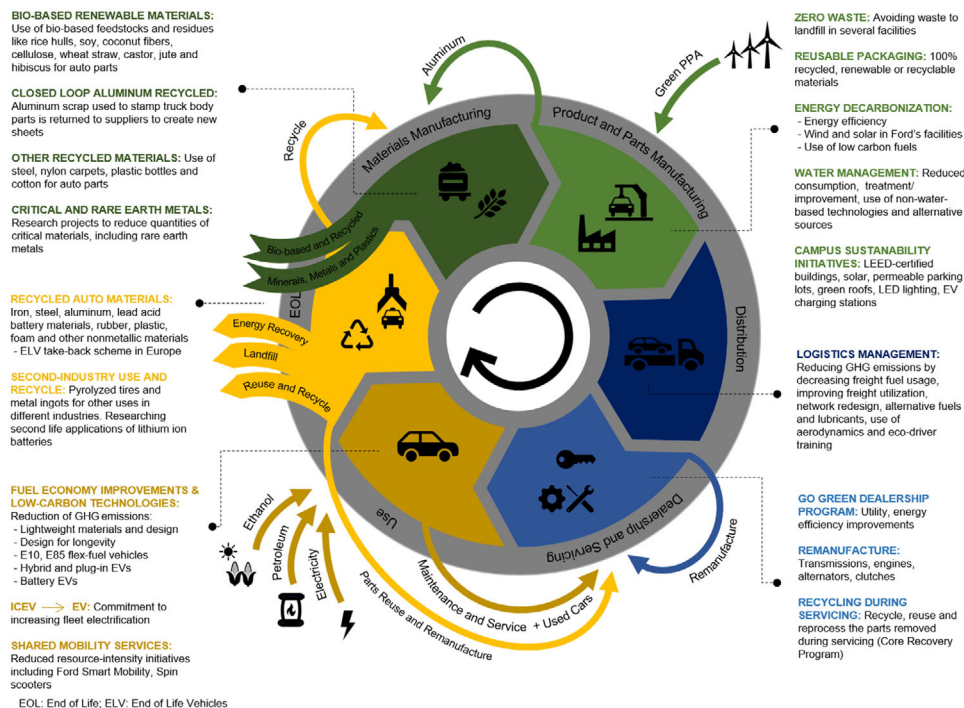 BIO-BASED RENEWABLE MATERIALS:
Use of bio-based feedstocks and residues
like rice hulls, soy, coconut fibers,
cellulose, wheat straw, castor, jute and
hibiscus for auto parts
CLOSED LOOP ALUMINUM RECYCLED:
Aluminum scrap used to stamp truck body
parts is returned to suppliers to create new
sheets
OTHER RECYCLED MATERIALS: Use of
steel, nylon carpets, plastic bottles and
cotton for auto parts
CRITICAL AND RARE EARTH METALS:
Research projects to reduce quantities of
critical materials, including rare earth
metals
RECYCLED AUTO MATERIALS:
Iron, steel, aluminum, lead acid
battery materials, rubber, plastic,
foam and other nonmetallic materials
- ELV take-back scheme in Europe
SECOND-INDUSTRY USE AND
RECYCLE: Pyrolyzed tires and
metal ingots for other uses in
different industries. Researching
second life applications of lithium ion
batteries
FUEL ECONOMY IMPROVEMENTS &
LOW-CARBON TECHNOLOGIES:
Reduction of GHG emissions:
- Lightweight materials and design
- Design for longevity
- E10, E85 flex-fuel vehicles
- Hybrid and plug-in EVs
- Battery EVs
ICEV → EV: Commitment to
increasing fleet electrification
SHARED MOBILITY SERVICES:
Reduced resource-intensity initiatives
including Ford Smart Mobility, Spin
scooters
EOL: End of Life; ELV: End of Life Vehicles
Aluminum
Green PPA
Recycle
Materials Manufacturing
Product and Parts Manufacturing
Bio-based and Recycled
Minerals, Metals and Plastics
EOL
Energy Recovery
Landfill
Reuse and Recycle
Distribution
Use
Dealership and Servicing
Ethanol
Petroleum
Electricity
Parts Reuse and Remanufacture
Maintenance and Service + Used Cars
Remanufacture
ZERO WASTE: Avoiding waste to
landfill in several facilities
REUSABLE PACKAGING: 100%
recycled, renewable or recyclable
materials
ENERGY DECARBONIZATION:
- Energy efficiency
- Wind and solar in Ford's facilities
- Use of low carbon fuels
WATER MANAGEMENT: Reduced
consumption, treatment/
improvement, use of non-water-
based technologies and alternative
sources
CAMPUS SUSTANABILITY
INITIATIVES: LEED-certified
buildings, solar, permeable parking
lots, green roofs, LED lighting, EV
charging stations
LOGISTICS MANAGEMENT:
Reducing GHG emissions by
decreasing freight fuel usage,
improving freight utilization,
network redesign, alternative fuels
and lubricants, use of
aerodynamics and eco-driver
training
GO GREEN DEALERSHIP
PROGRAM: Utility, energy
efficiency improvements
REMANUFACTURE:
Transmissions, engines,
alternators, clutches
RECYCLING DURING
SERVICING: Recycle, reuse and
reprocess the parts removed
during servicing (Core Recovery
Program)